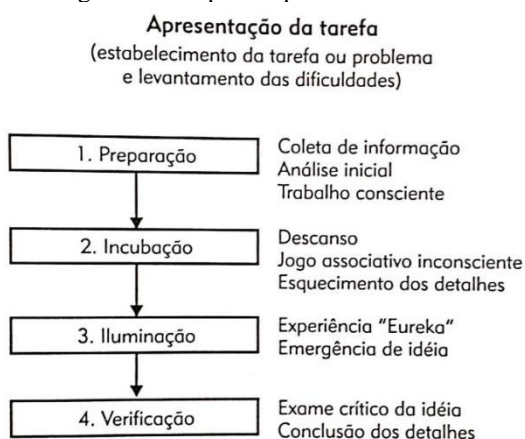 Apresentação da tarefa
(estabelecimento da tarefa ou problema
e levantamento das dificuldades)
1. Preparação
Coleta de informação
Análise inicial
Trabalho consciente
2. Incubação
Descanso
Jogo associativo inconsciente
Esquecimento dos detalhes
3. Iluminação
Experiência "Eureka"
Emergência de idéia
4. Verificação
Exame crítico da idéia
Conclusão dos detalhes